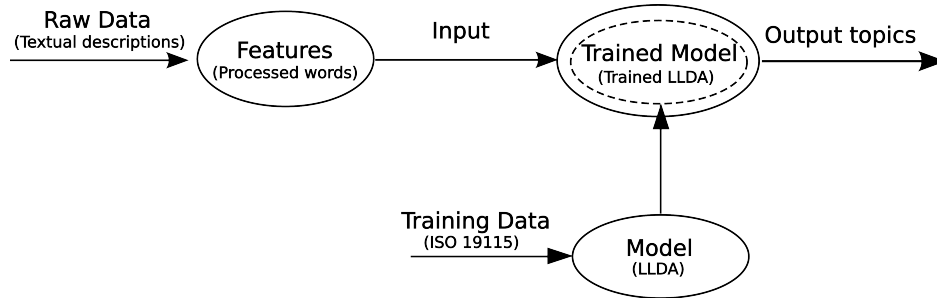 Raw Data
(Textual descriptions)
Features
(Processed words)
Input
Trained Model
(Trained LLDA)
Output topics
Training Data
(ISO 19115)
Model
(LLDA)